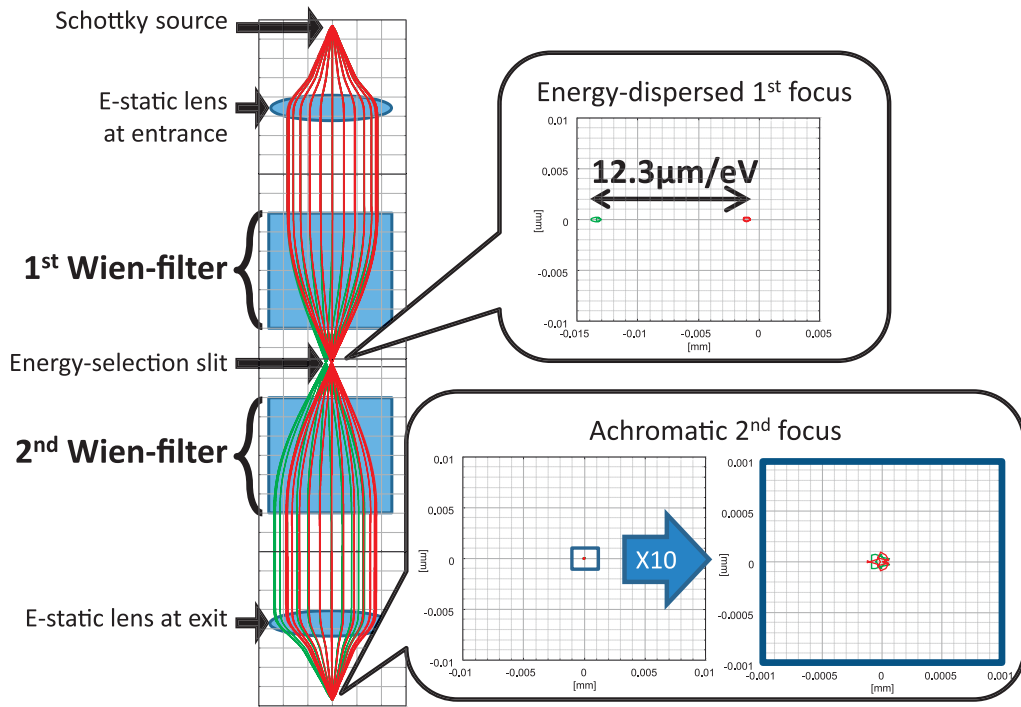 Schottky source
E-static lens
at entrance
1st Wien-filter
Energy-selection slit
2nd Wien-filter
E-static lens at exit
Energy-dispersed 1st focus
0.01
0.005
0
-0.005
-0.01
[mm]
12.3μm/eV
-0.015
-0.005
0
0.005
[mm]
Achromatic 2nd focus
0.01
0.005
0
-0.005
-0.01
[mm]
-0.01
-0.005
0
0.005
0.01
[mm]
X10
0.001
0.0005
0
-0.0005
-0.001
[mm]
-0.001
-0.0005
0
0.0005
0.001
[mm]